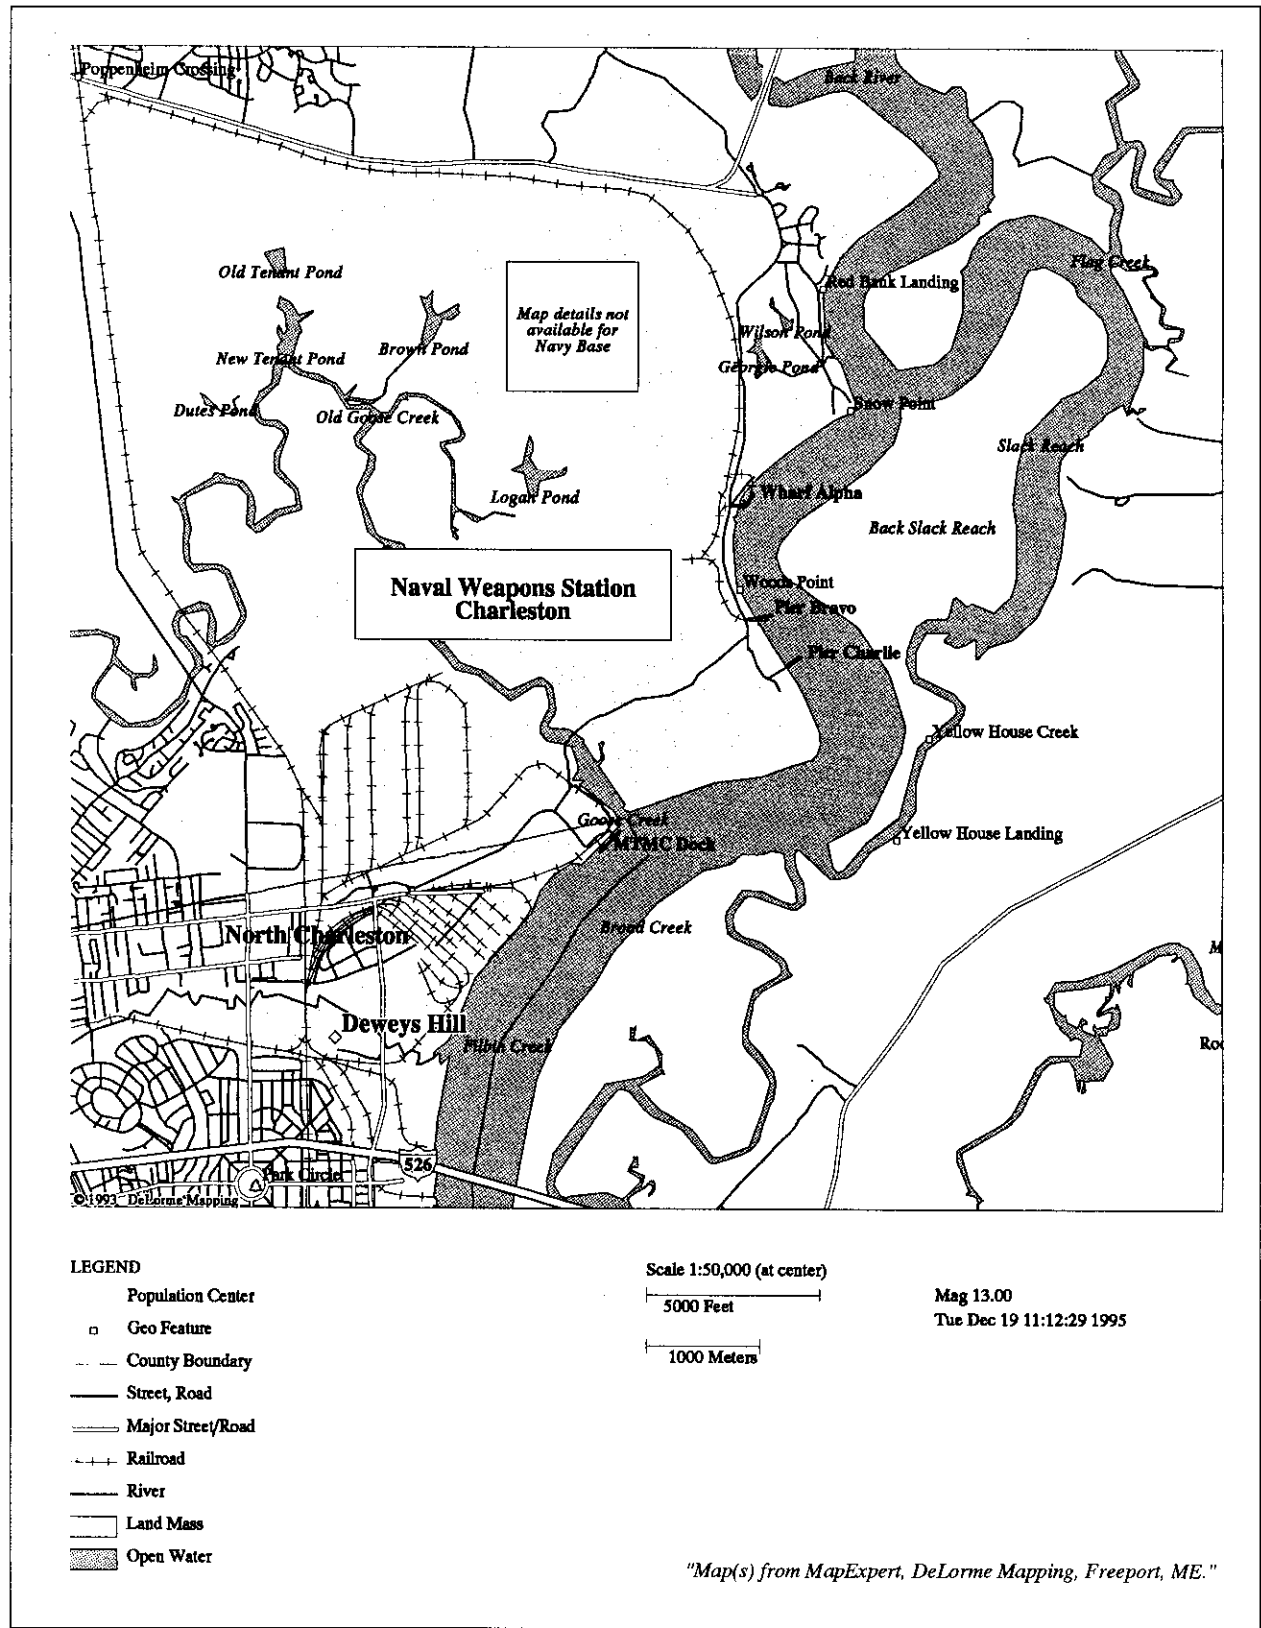 Poppenheim Crossing
Back River
Old Tenant Pond
Flag Creek
Red Bank Landing
Map details not
available for
Navy Base
Wilson Pond
New Tenant Pond
Brown Pond
Georgie Pond
Dutes Pond
Old Goose Creek
Snow Point
Slack Reach
Logan Pond
Wharf Alpha
Back Slack Reach
Naval Weapons Station
Charleston
Woods Point
Pier Bravo
Pier Charlie
Yellow House Creek
Goose Creek
MTMC Dock
Yellow House Landing
North Charleston
Broad Creek
M
Deweys Hill
Filbin Creek
Roc
526
Park Circle
© 1993 DeLorme Mapping
LEGEND
Population Center
Geo Feature
County Boundary
Street, Road
Major Street/Road
Railroad
River
Land Mass
Open Water
Scale 1:50,000 (at center)
5000 Feet
1000 Meters
Mag 13.00
Tue Dec 19 11:12:29 1995
"Map(s) from MapExpert, DeLorme Mapping, Freeport, ME."